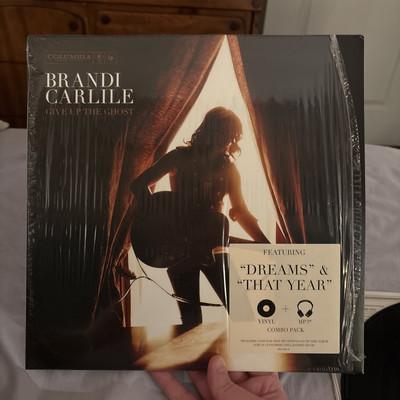 COLUMBIA
BRANDI
CARLILE
GIVE UP THE GHOST
FEATURING
"DREAMS" &
"THAT YEAR"
+
VINYL MP3*
COMBO PACK